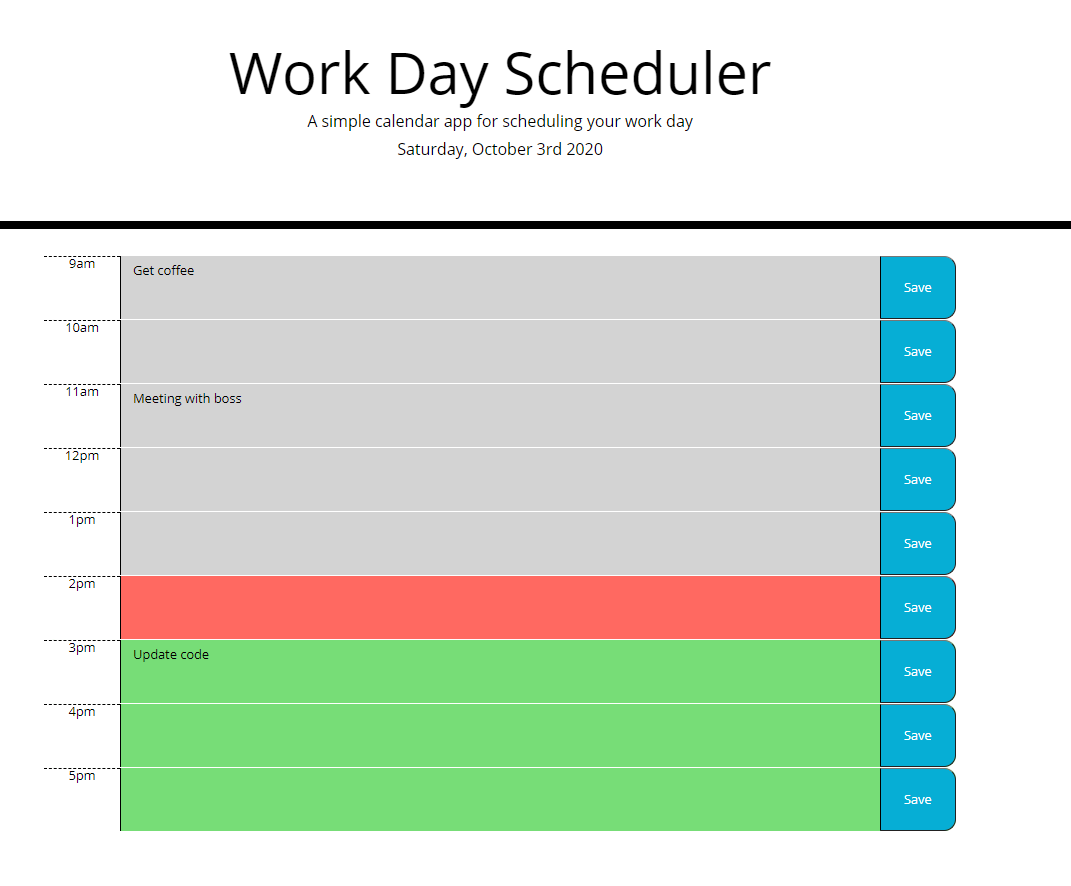 Work Day Scheduler
A simple calendar app for scheduling your work day
Saturday, October 3rd 2020
9am Get coffee Save
10am Save
11am Meeting with boss Save
12pm Save
1pm Save
2pm Save
3pm Update code Save
4pm Save
5pm Save